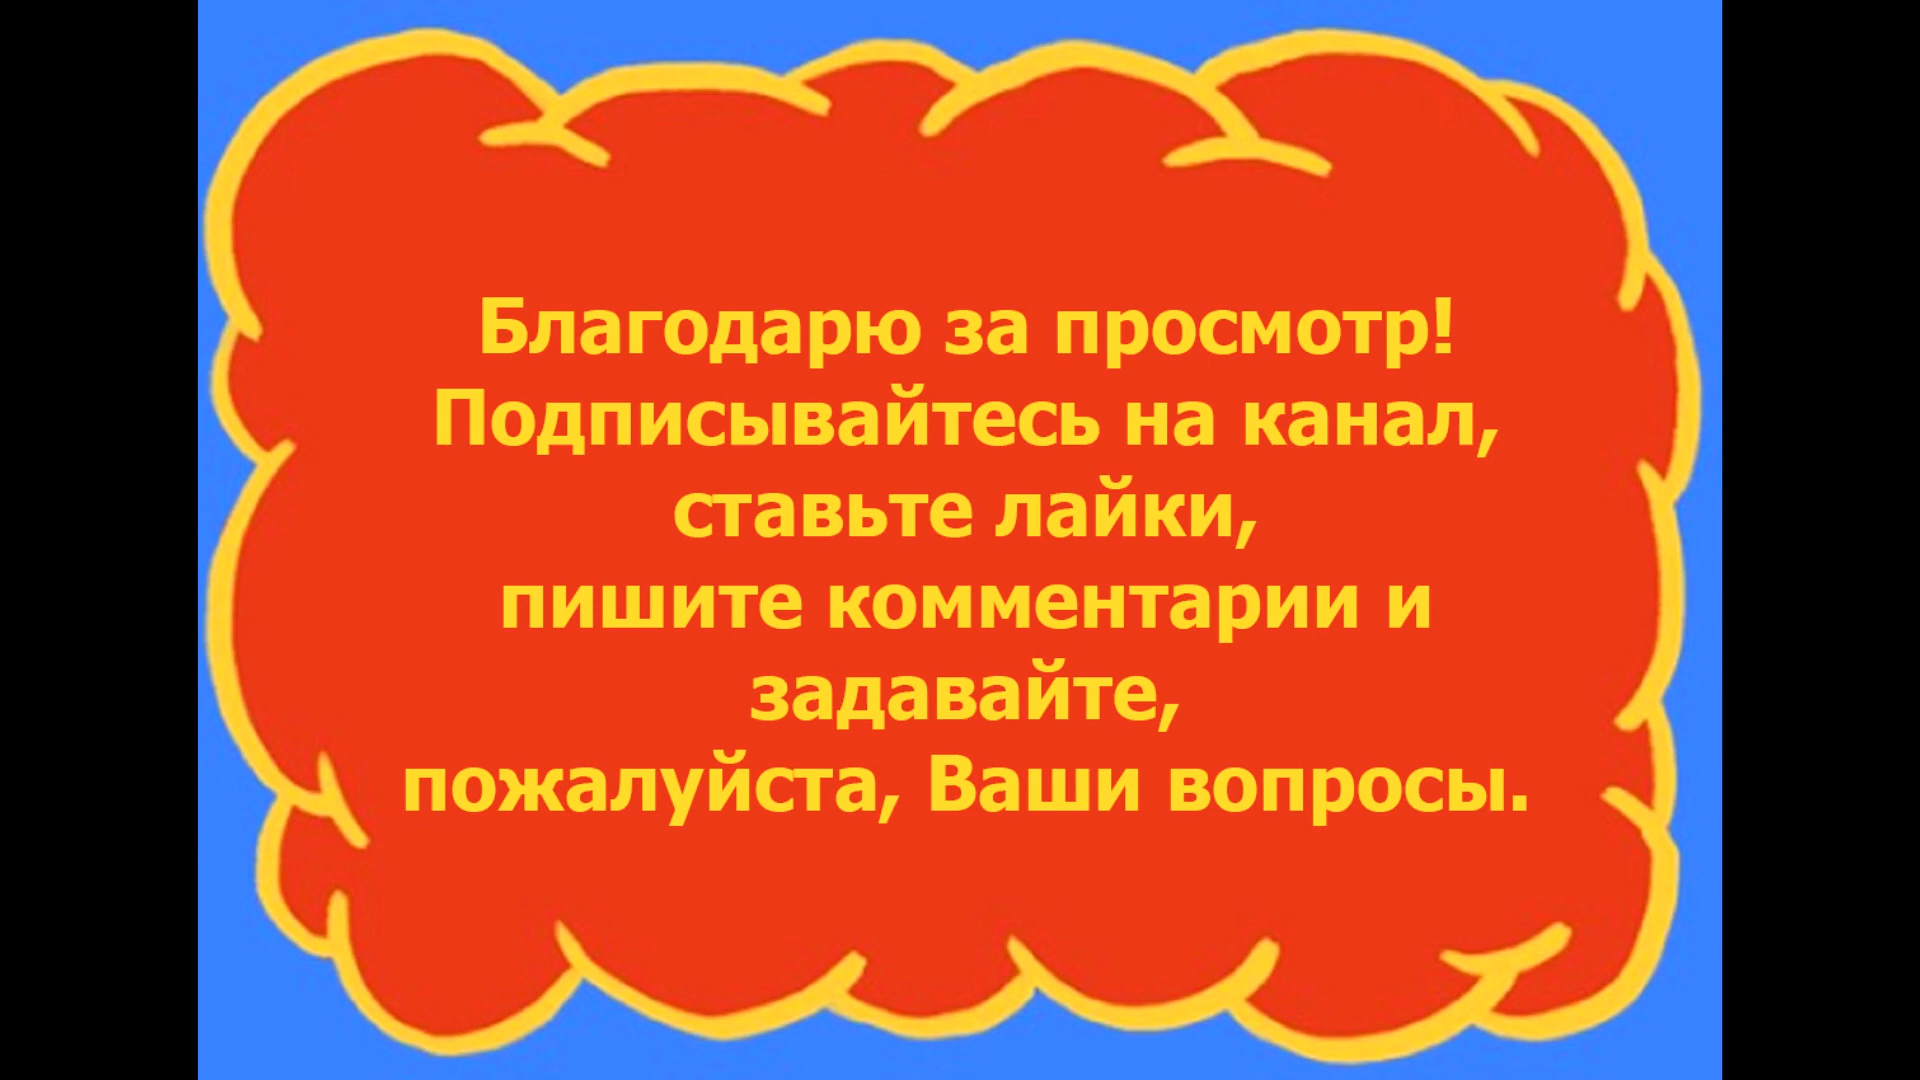 Благодарю за просмотр!
Подписывайтесь на канал,
ставьте лайки,
пишите комментарии и
задавайте,
пожалуйста, Ваши вопросы.